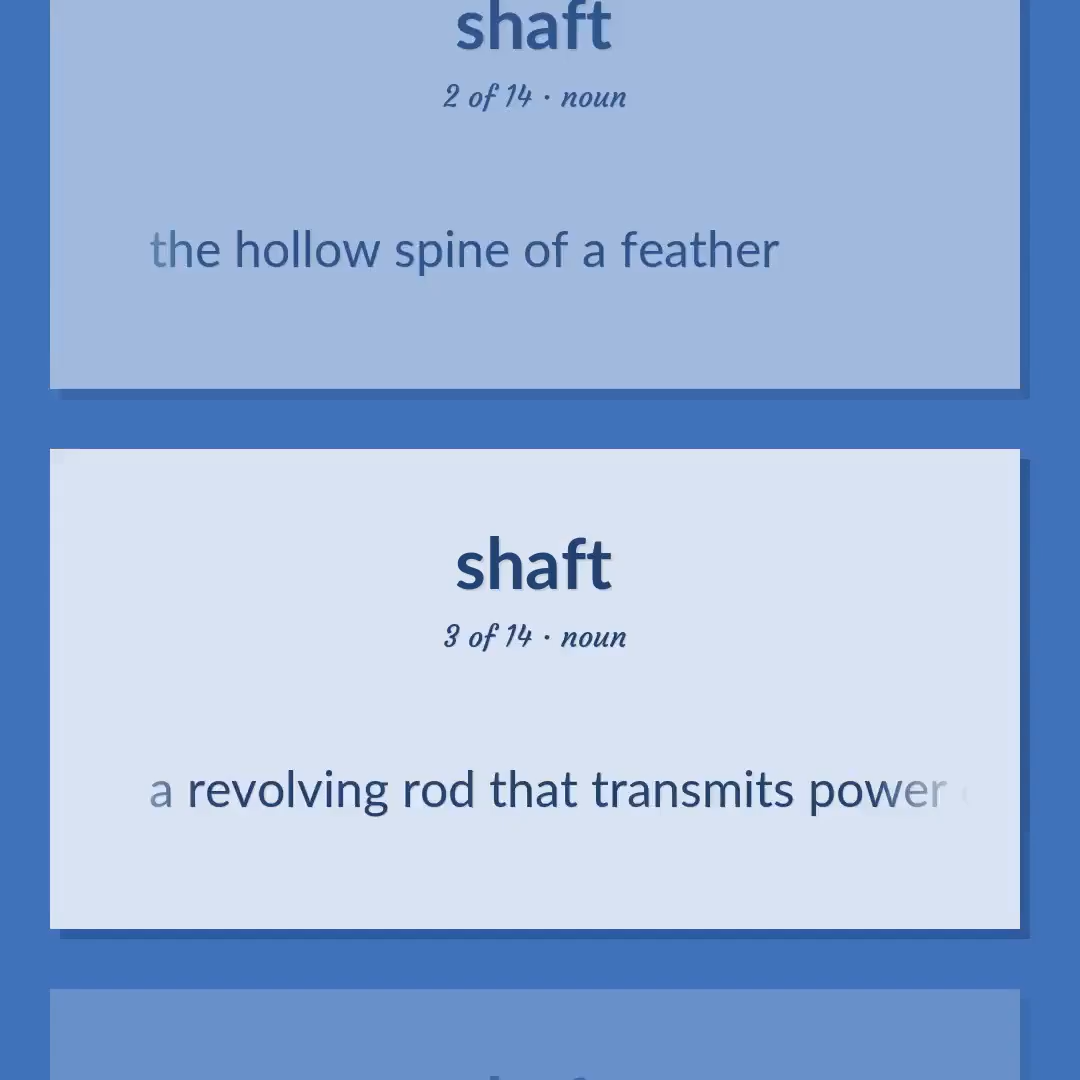 shaft
2 of 14 · noun
the hollow spine of a feather
shaft
3 of 14 · noun
a revolving rod that transmits power